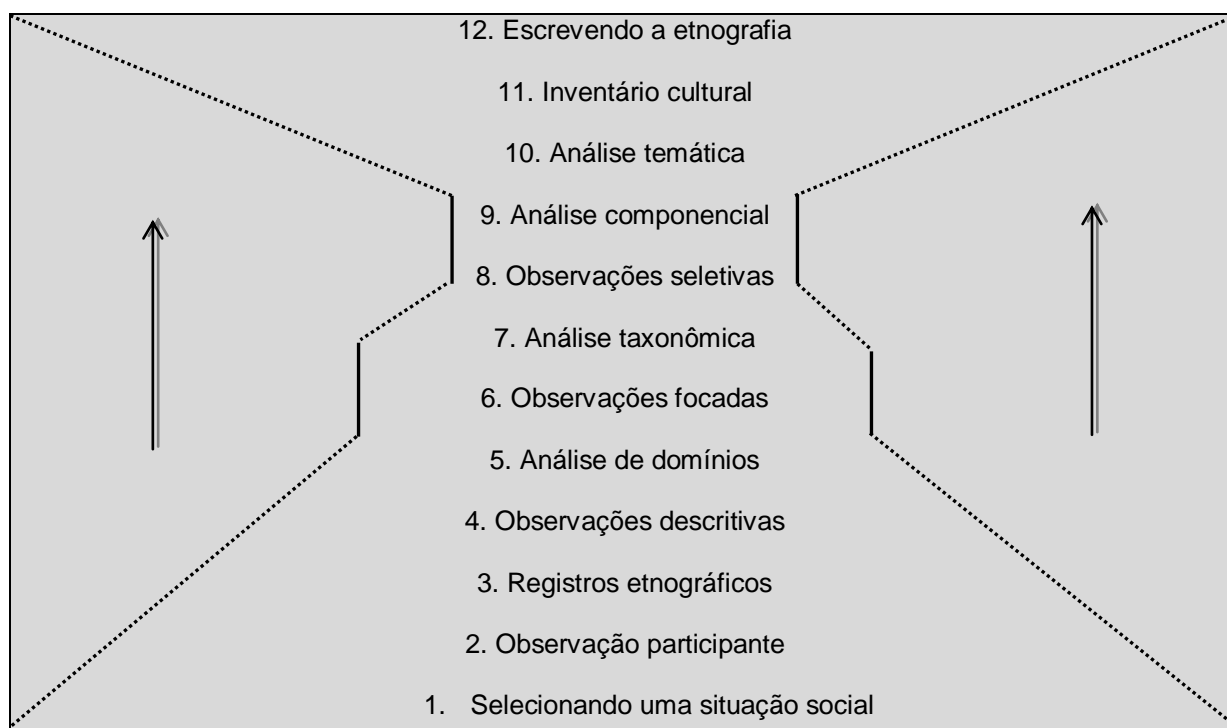 12. Escrevendo a etnografia
11. Inventário cultural
10. Análise temática
9. Análise componencial
8. Observações seletivas
7. Análise taxonômica
6. Observações focadas
5. Análise de domínios
4. Observações descritivas
3. Registros etnográficos
2. Observação participante
1. Selecionando uma situação social